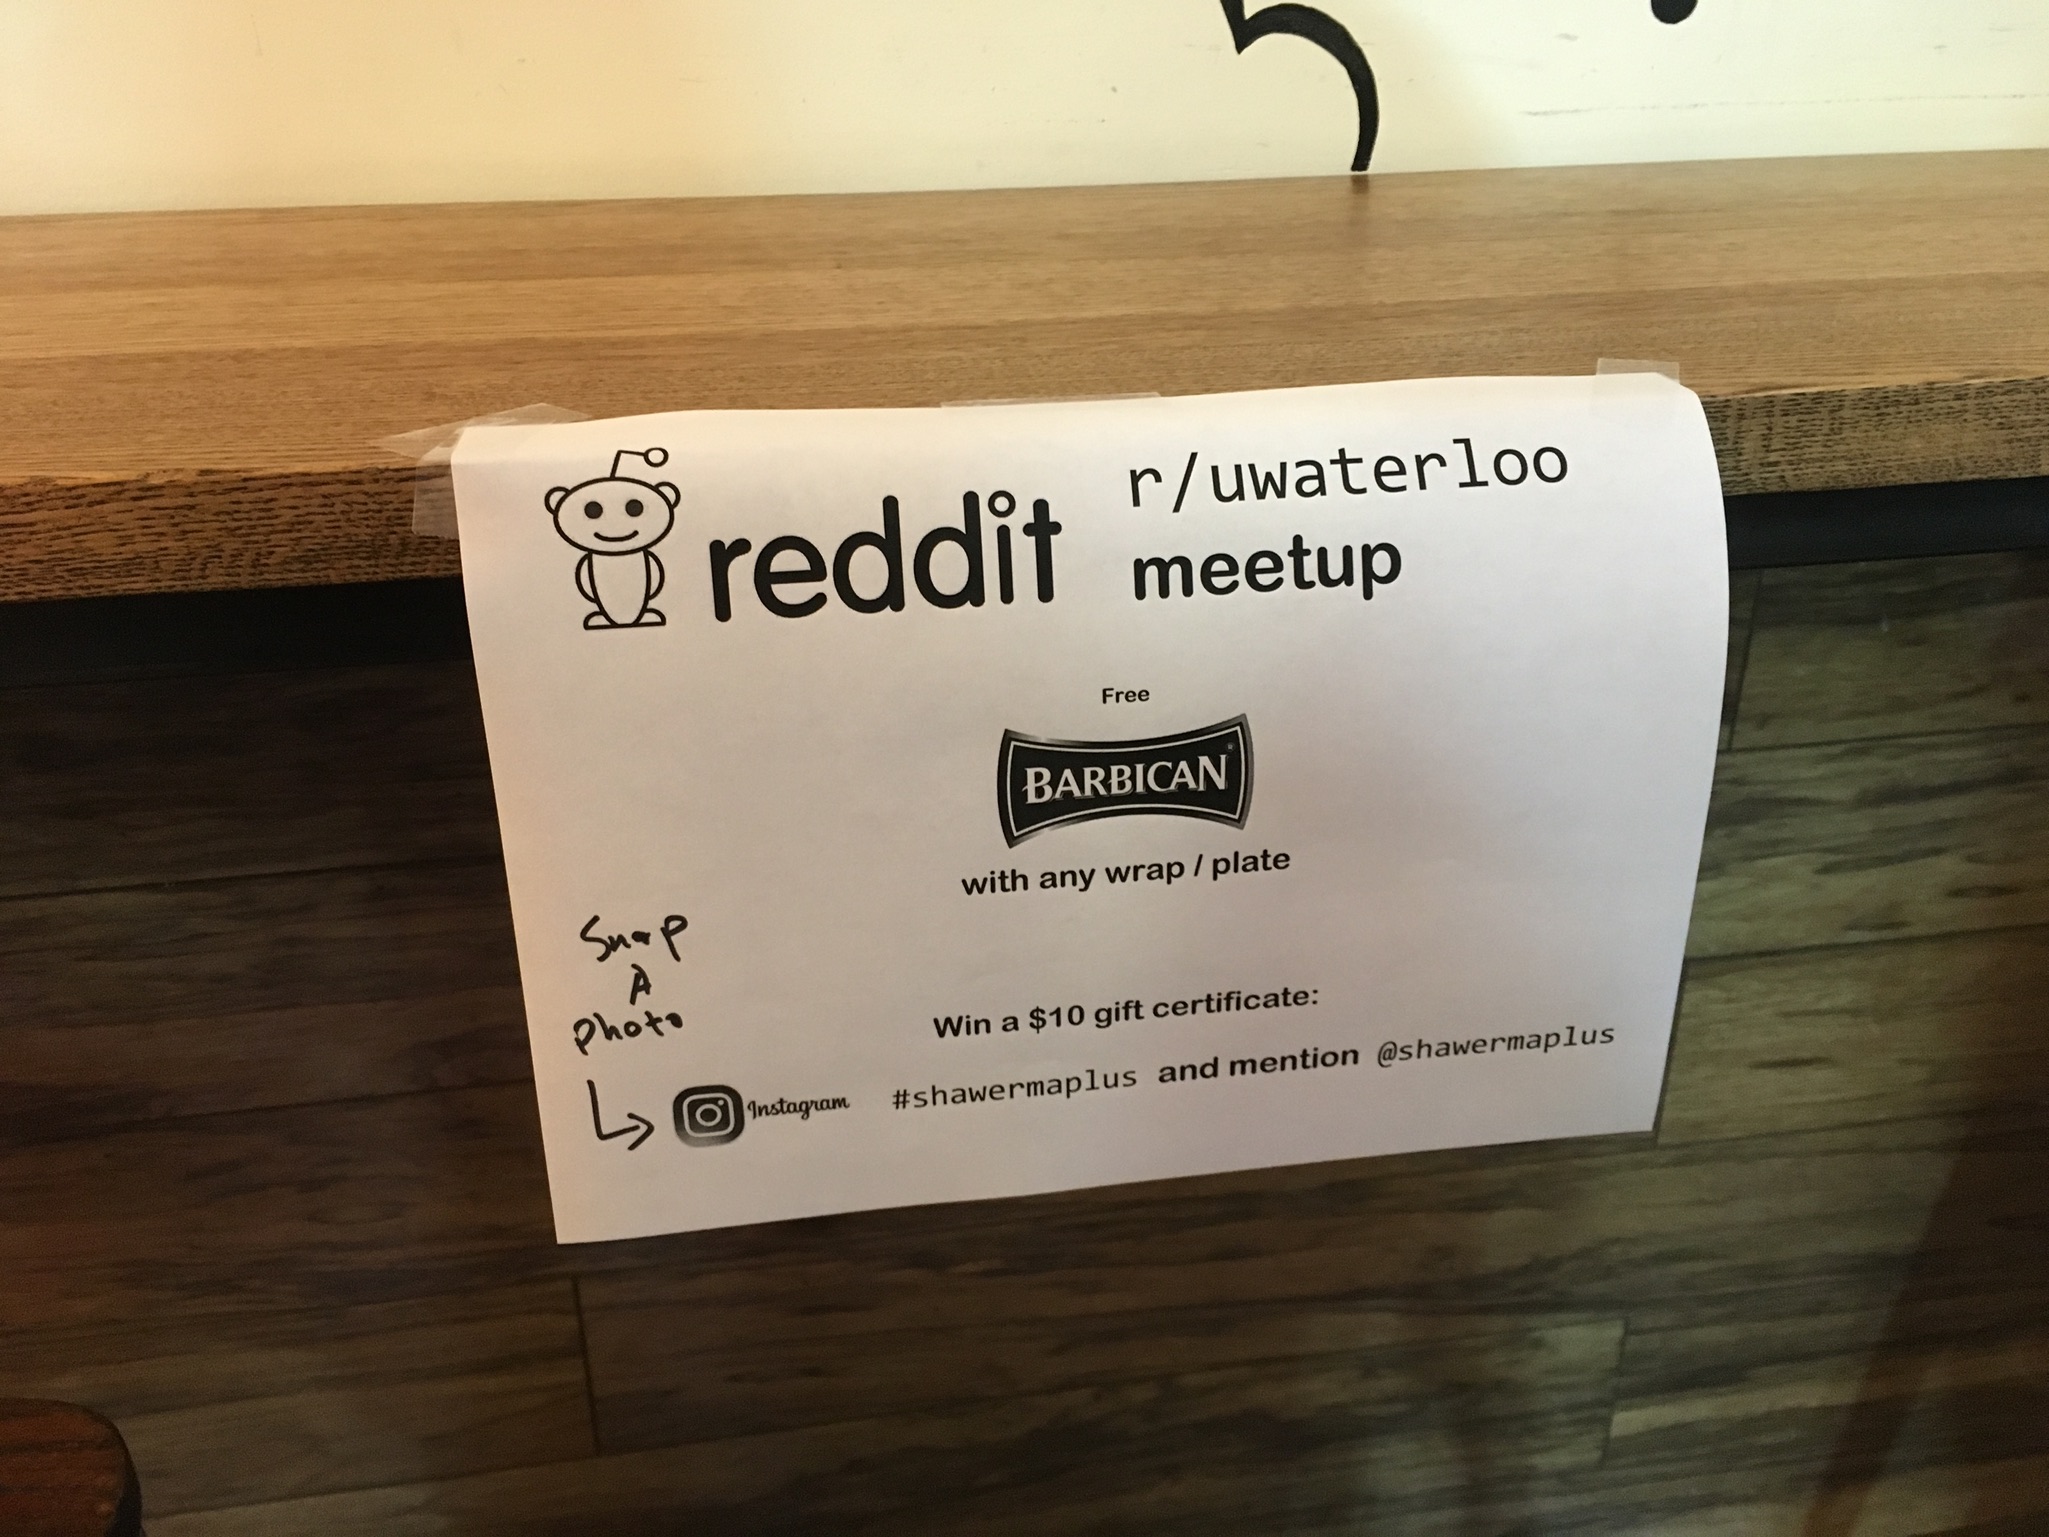 reddit
r/uwaterloo
meetup
Free
BARBICAN
with any wrap / plate
Snap
A
photo
Win a $10 gift certificate:
Instagram #shawermaplus and mention @shawermaplus